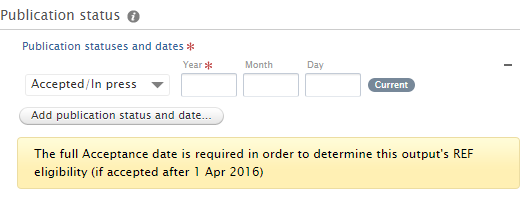 Publication status
Publication statuses and dates *
Year * Month Day
Accepted/In press Current
Add publication status and date...
The full Acceptance date is required in order to determine this output's REF
eligibility (if accepted after 1 Apr 2016)